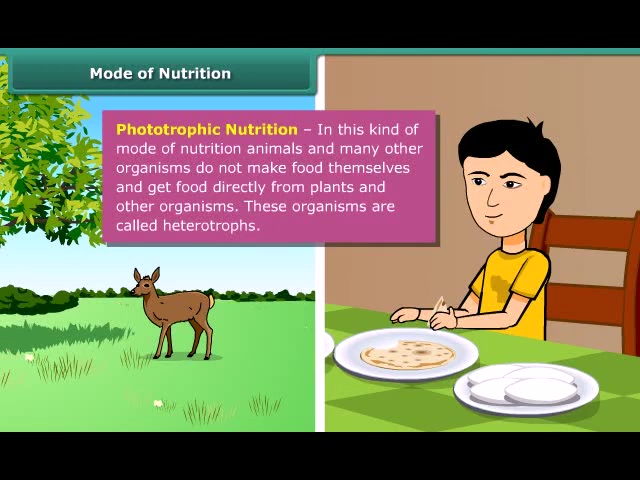 Mode of Nutrition
Phototrophic Nutrition – In this kind of
mode of nutrition animals and many other
organisms do not make food themselves
and get food directly from plants and
other organisms. These organisms are
called heterotrophs.